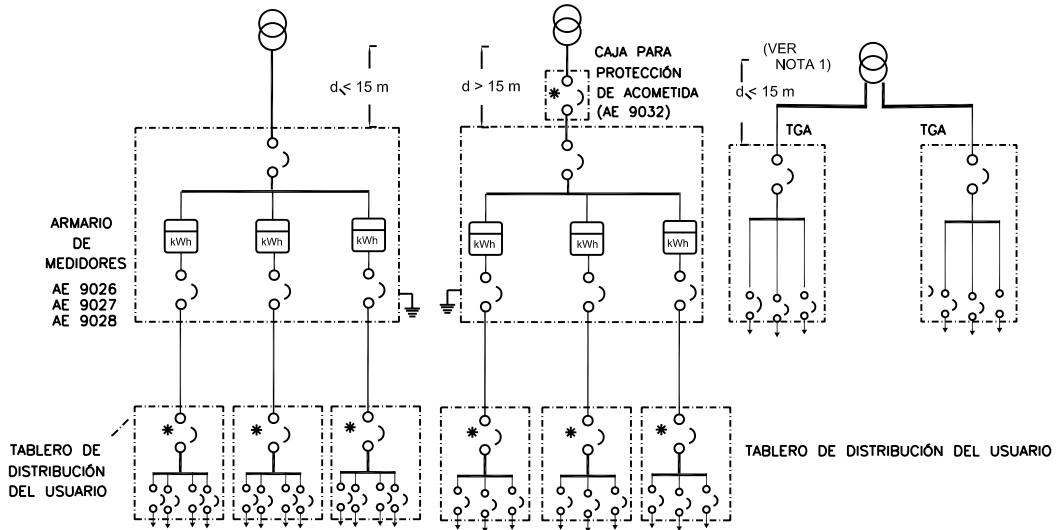 d < 15 m
d > 15 m
CAJA PARA
PROTECCIÓN
DE ACOMETIDA
(AE 9032)
*
(VER
NOTA 1)
d < 15 m
TGA
TGA
ARMARIO
DE
MEDIDORES
AE 9026
AE 9027
AE 9028
kWh
kWh
kWh
kWh
kWh
kWh
*
*
*
*
*
*
TABLERO DE
DISTRIBUCIÓN
DEL USUARIO
TABLERO DE DISTRIBUCIÓN DEL USUARIO